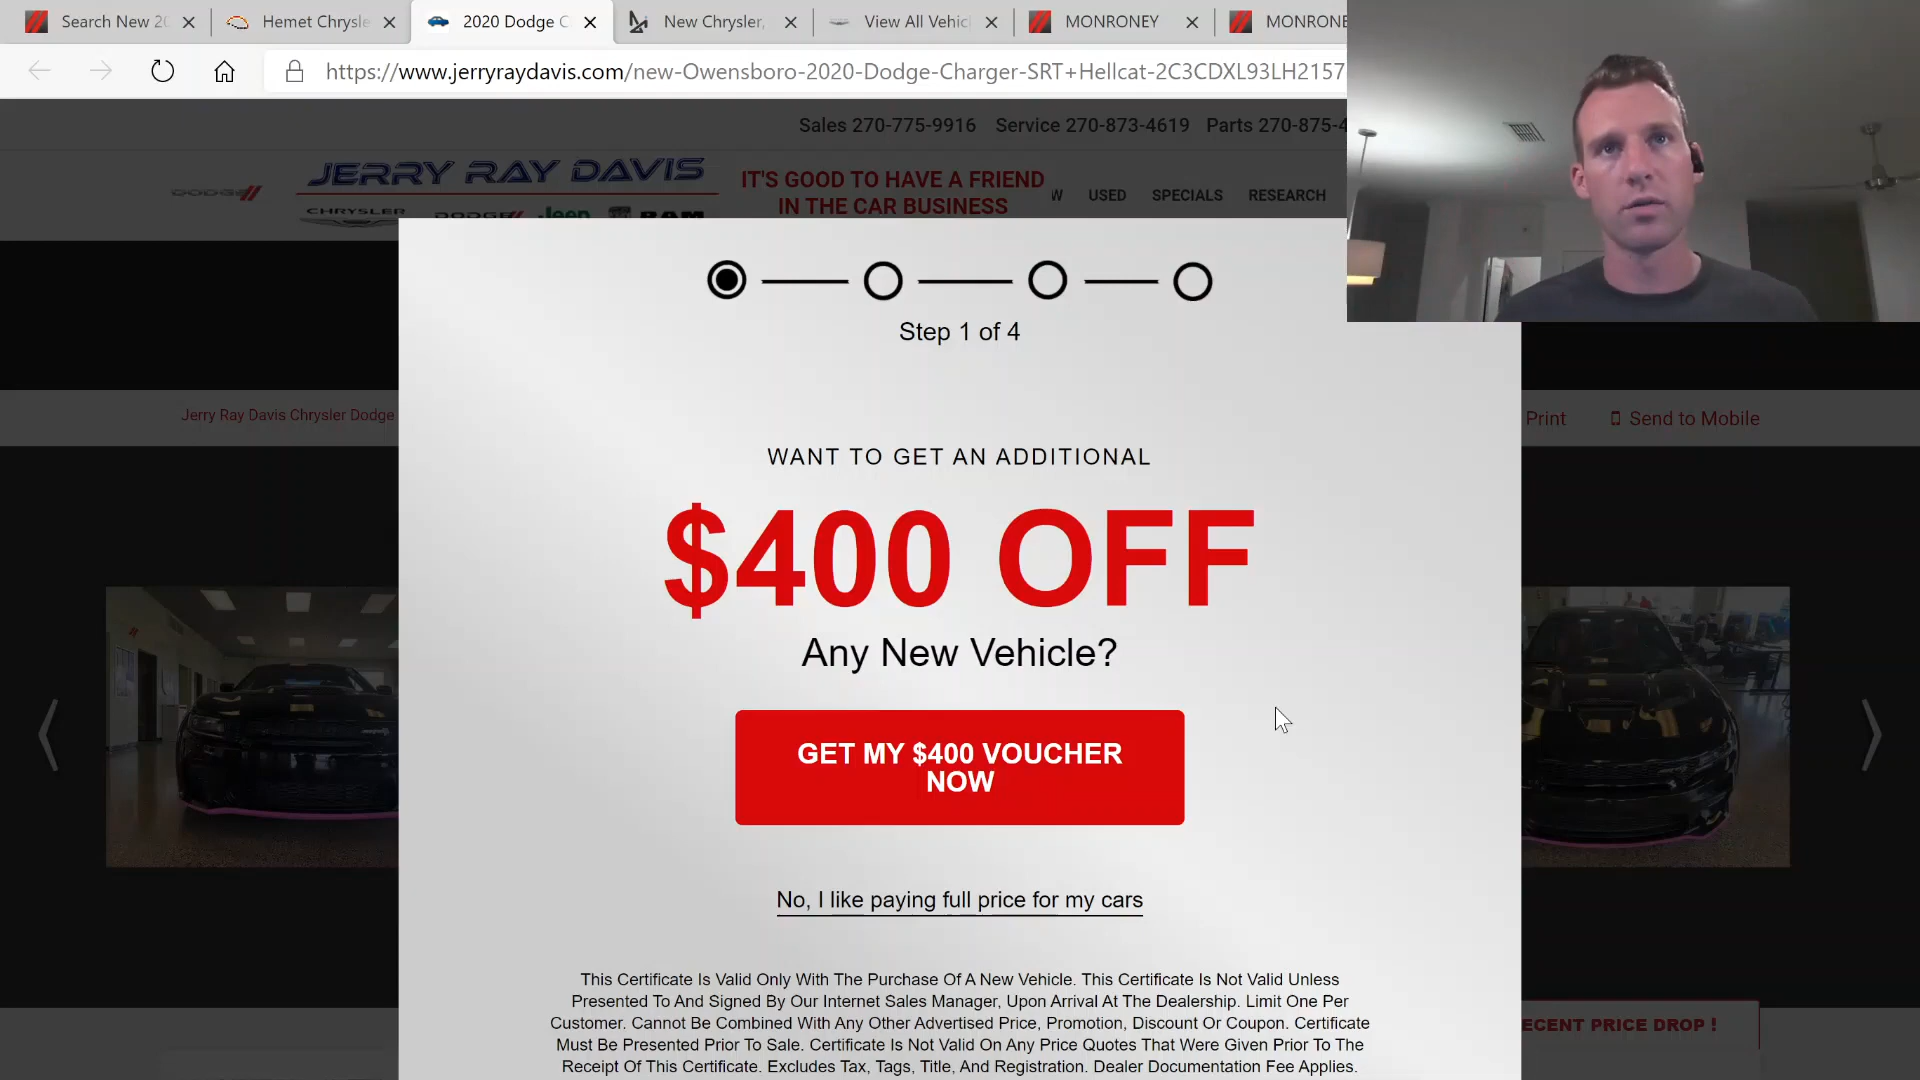 Search New 20
Hemet Chrysle
2020 Dodge C
New Chrysler,
View All Vehic
MONRONEY
MONRONE
https://www.jerryraydavis.com/new-Owensboro-2020-Dodge-Charger-SRT+Hellcat-2C3CDXL93LH2157
Sales 270-775-9916 Service 270-873-4619 Parts 270-875-4
DODGE
JERRY RAY DAVIS
CHRYSLER DODGE Jeep RAM
IT'S GOOD TO HAVE A FRIEND
IN THE CAR BUSINESS
W USED SPECIALS RESEARCH
Step 1 of 4
Jerry Ray Davis Chrysler Dodge
Print
Send to Mobile
WANT TO GET AN ADDITIONAL
$400 OFF
Any New Vehicle?
GET MY $400 VOUCHER
NOW
No, I like paying full price for my cars
This Certificate Is Valid Only With The Purchase Of A New Vehicle. This Certificate Is Not Valid Unless
Presented To And Signed By Our Internet Sales Manager, Upon Arrival At The Dealership. Limit One Per
Customer. Cannot Be Combined With Any Other Advertised Price, Promotion, Discount Or Coupon. Certificate
Must Be Presented Prior To Sale. Certificate Is Not Valid On Any Price Quotes That Were Given Prior To The
Receipt Of This Certificate. Excludes Tax, Tags, Title, And Registration. Dealer Documentation Fee Applies.
ECENT PRICE DROP !